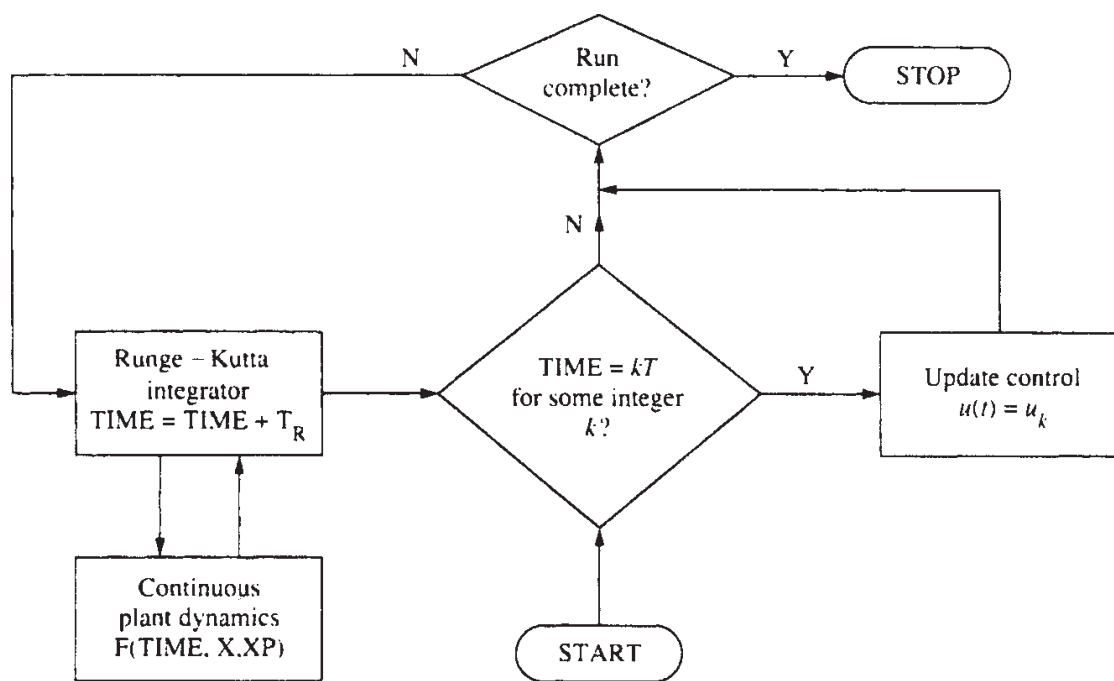 N
Run
complete?
Y
STOP
N
Runge – Kutta
integrator
TIME = TIME + T_R
TIME = kT
for some integer
k?
Y
Update control
u(t) = u_k
Continuous
plant dynamics
F(TIME, X,XP)
START